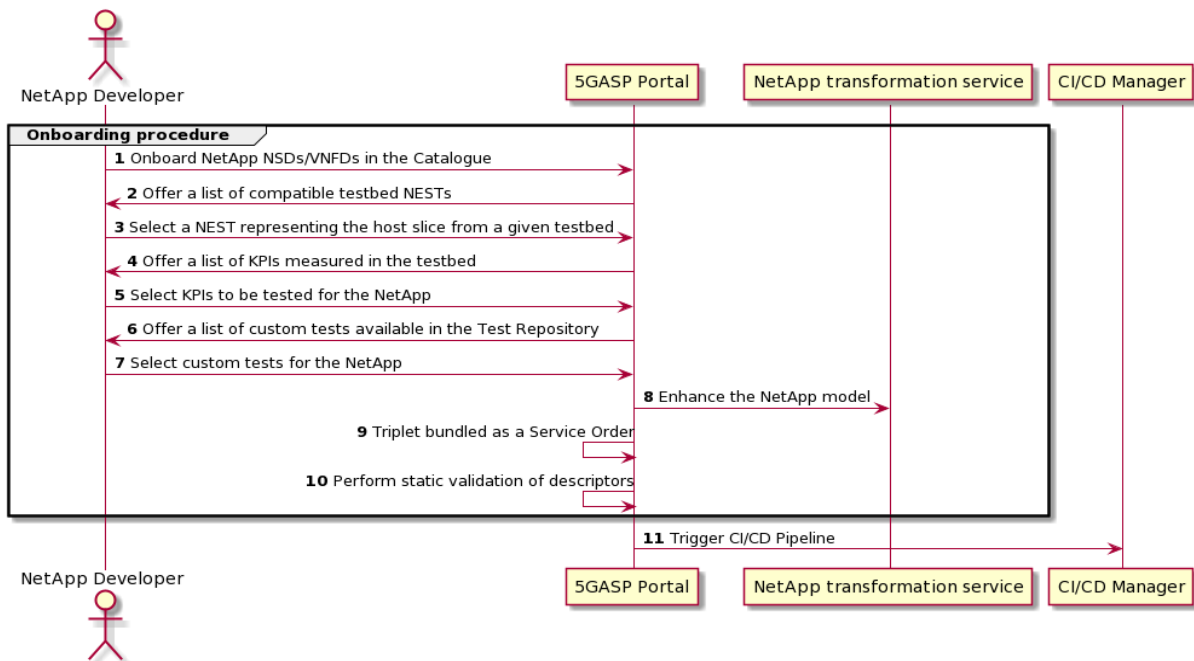 NetApp Developer
5GASP Portal
NetApp transformation service
CI/CD Manager
Onboarding procedure
1 Onboard NetApp NSDs/VNFDs in the Catalogue
2 Offer a list of compatible testbed NESTs
3 Select a NEST representing the host slice from a given testbed
4 Offer a list of KPIs measured in the testbed
5 Select KPIs to be tested for the NetApp
6 Offer a list of custom tests available in the Test Repository
7 Select custom tests for the NetApp
8 Enhance the NetApp model
9 Triplet bundled as a Service Order
10 Perform static validation of descriptors
11 Trigger CI/CD Pipeline
NetApp Developer
5GASP Portal
NetApp transformation service
CI/CD Manager